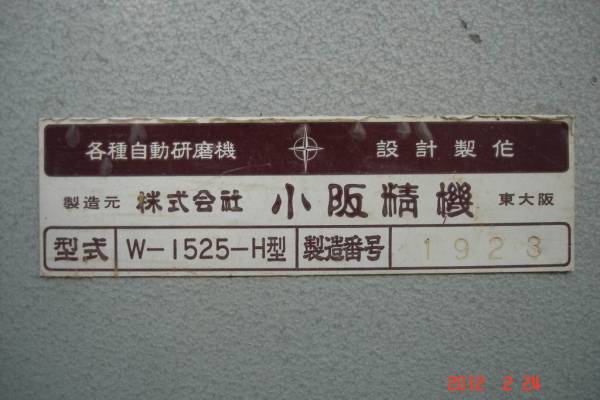 各種自動研磨機 設計製作
製造元 株式会社 小阪精機 東大阪
型式 W-1525-H型 製造番号 1923
2012 2 24